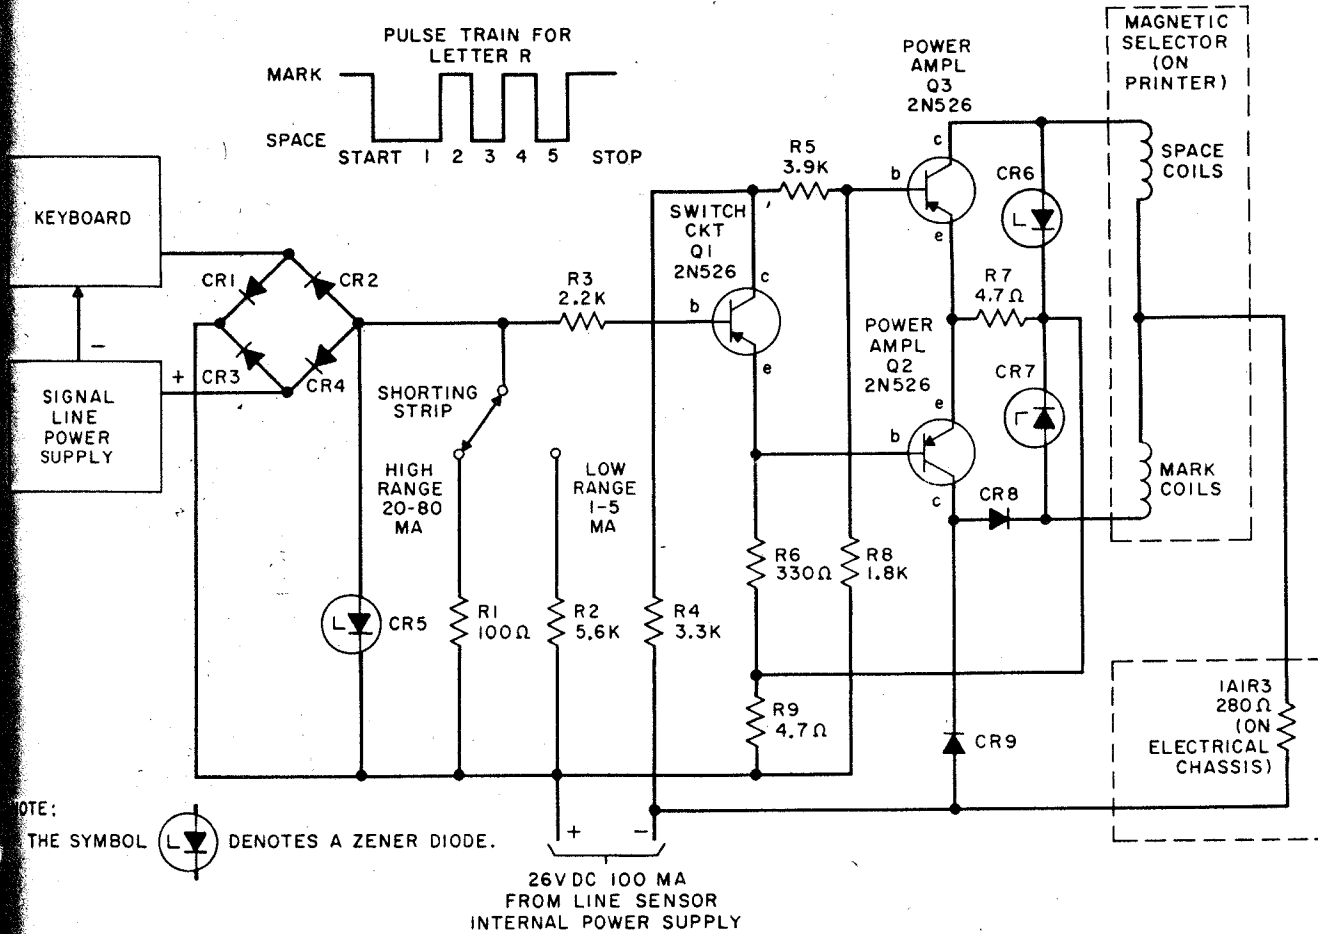 PULSE TRAIN FOR
LETTER R
MARK
SPACE
START 1 2 3 4 5 STOP
KEYBOARD
SIGNAL
LINE
POWER
SUPPLY
−
+
CR1
CR2
CR3
CR4
SHORTING
STRIP
HIGH
RANGE
20-80
MA
LOW
RANGE
1-5
MA
R3
2.2K
CR5
R1
100Ω
R2
5.6K
R4
3.3K
SWITCH
CKT
Q1
2N526
b
c
e
R5
3.9K
POWER
AMPL
Q3
2N526
b
c
e
POWER
AMPL
Q2
2N526
e
b
c
R7
4.7Ω
CR6
CR7
CR8
CR9
R6
330Ω
R8
1.8K
R9
4.7Ω
MAGNETIC
SELECTOR
(ON
PRINTER)
SPACE
COILS
MARK
COILS
1A1R3
280Ω
(ON
ELECTRICAL
CHASSIS)
OTE:
THE SYMBOL L DENOTES A ZENER DIODE.
+ −
26V DC 100 MA
FROM LINE SENSOR
INTERNAL POWER SUPPLY